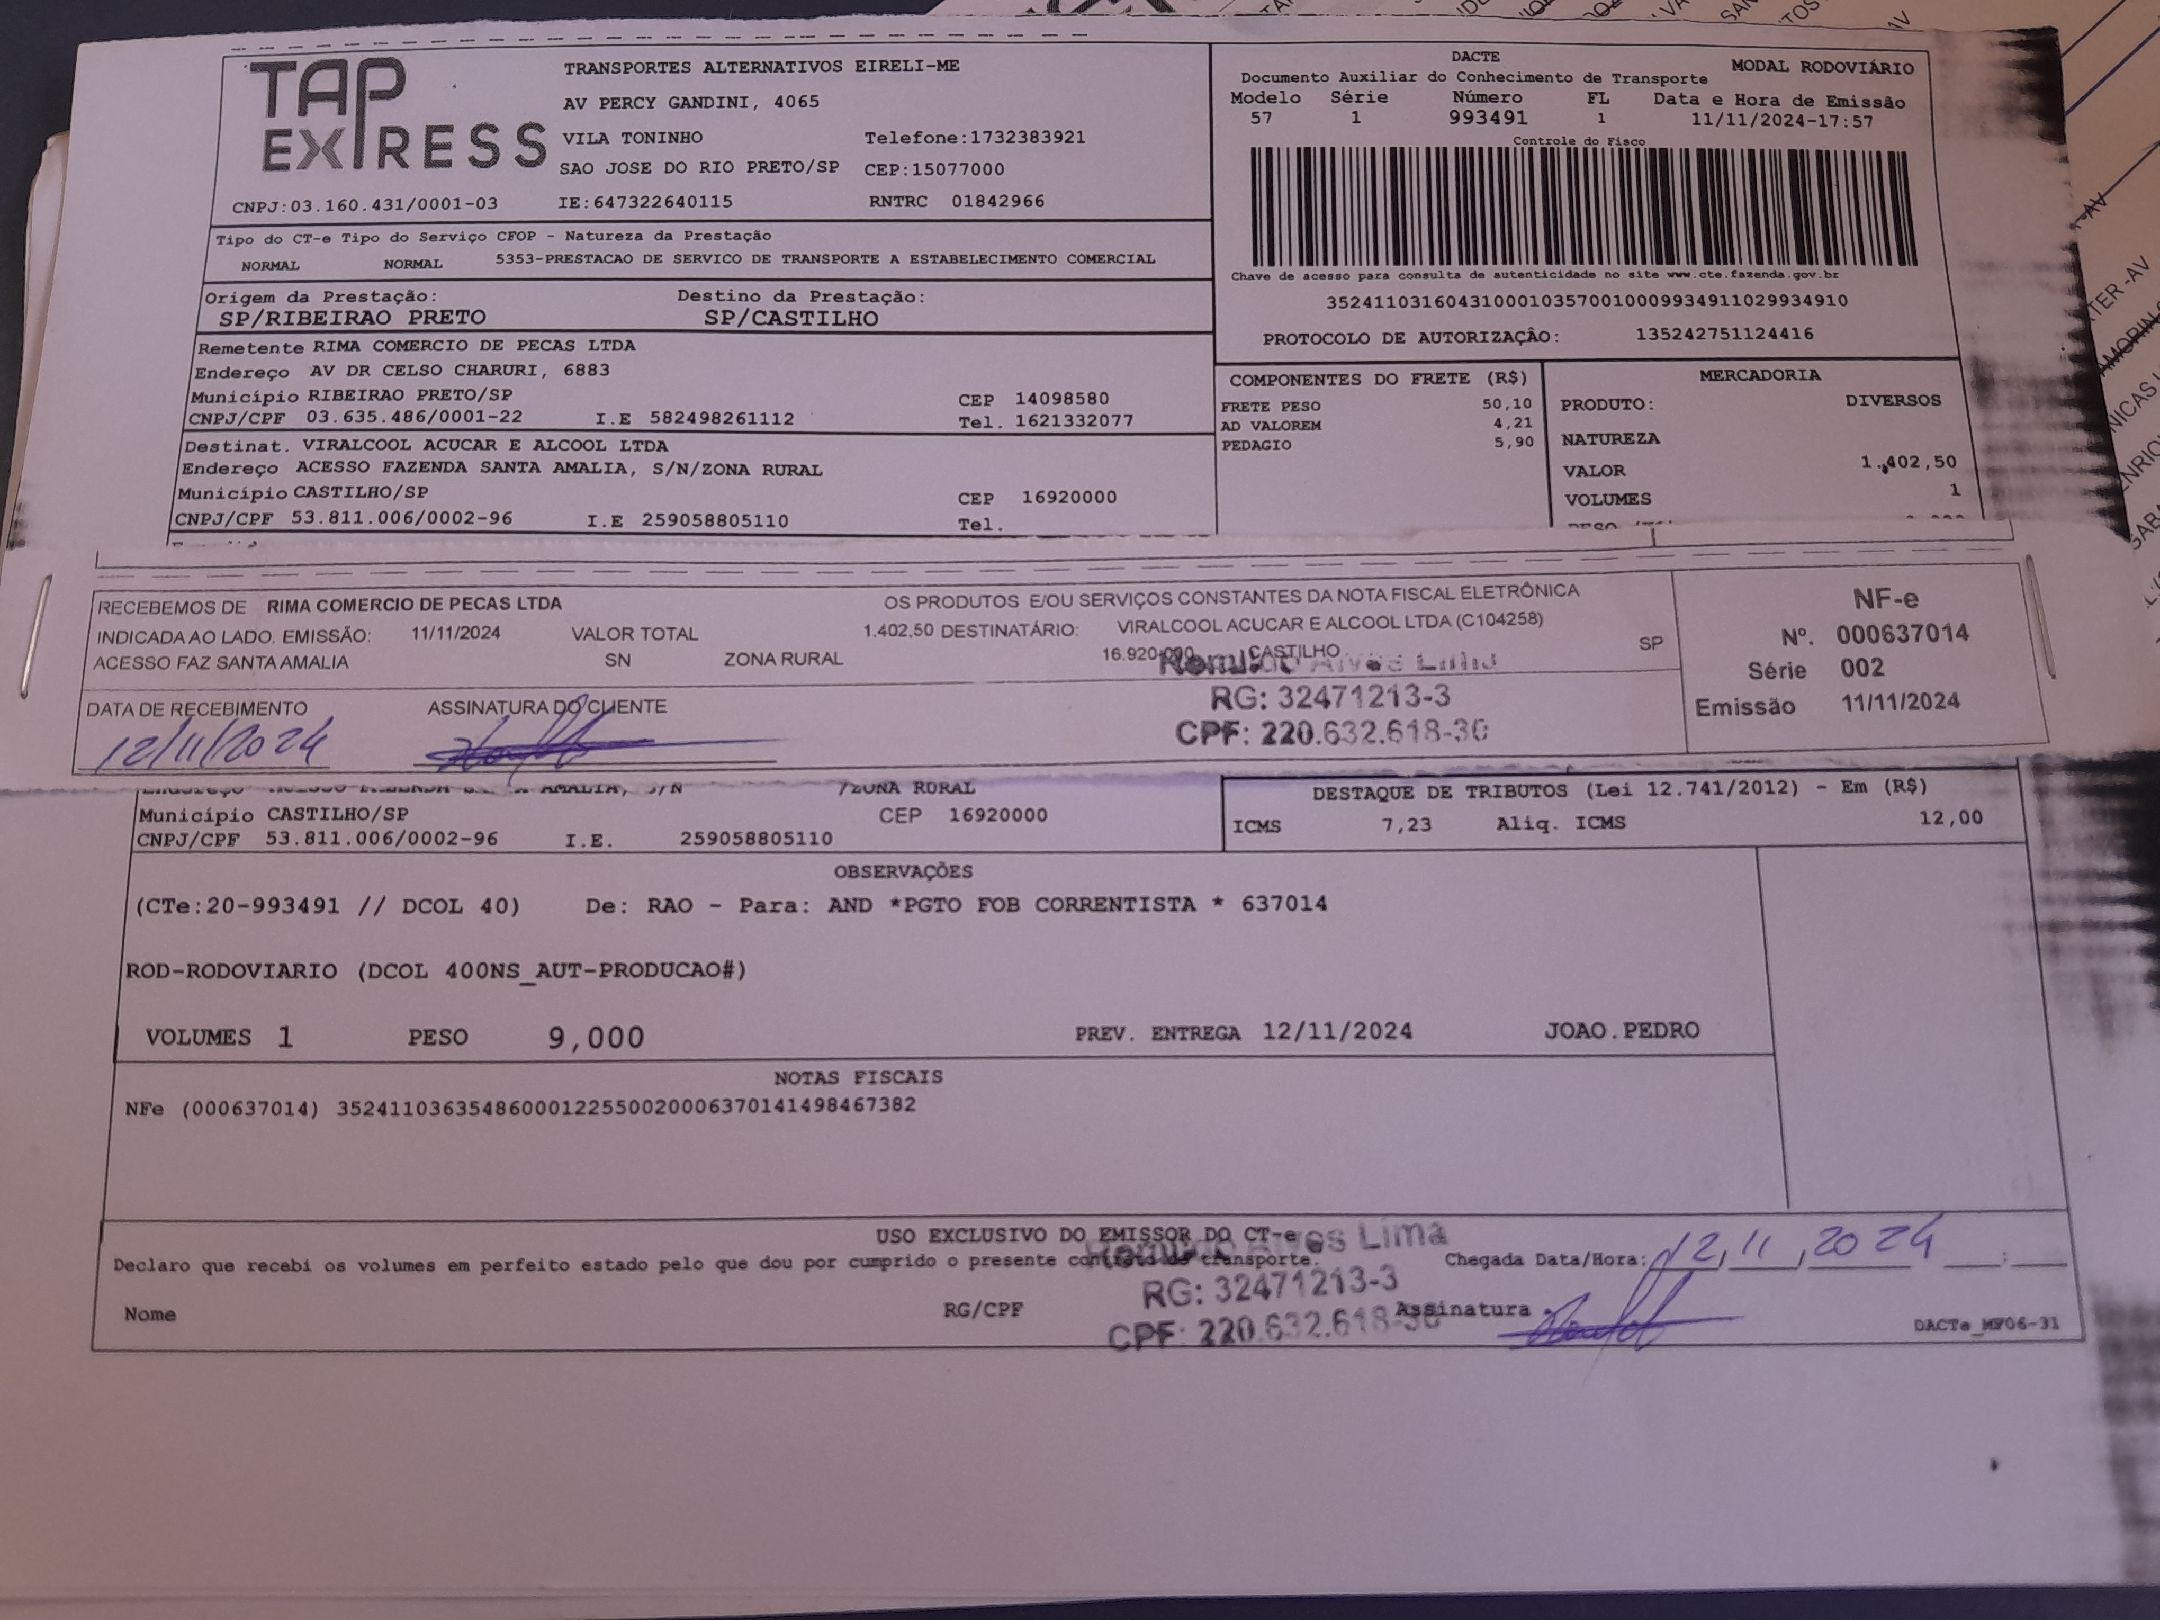 TAP EXPRESS
TRANSPORTES ALTERNATIVOS EIRELI-ME
AV PERCY GANDINI, 4065
VILA TONINHO Telefone:1732383921
SAO JOSE DO RIO PRETO/SP CEP:15077000
CNPJ:03.160.431/0001-03 IE:647322640115 RNTRC 01842966
DACTE
Documento Auxiliar do Conhecimento de Transporte MODAL RODOVIÁRIO
Modelo Série Número FL Data e Hora de Emissão
57 1 993491 1 11/11/2024-17:57
Controle do Fisco
Chave de acesso para consulta de autenticidade no site www.cte.fazenda.gov.br
35241103160431000103570010009934911029934910
PROTOCOLO DE AUTORIZAÇÃO: 135242751124416
Tipo do CT-e Tipo do Serviço CFOP - Natureza da Prestação
NORMAL NORMAL 5353-PRESTACAO DE SERVICO DE TRANSPORTE A ESTABELECIMENTO COMERCIAL
Origem da Prestação: Destino da Prestação:
SP/RIBEIRAO PRETO SP/CASTILHO
Remetente RIMA COMERCIO DE PECAS LTDA
Endereço AV DR CELSO CHARURI, 6883
Município RIBEIRAO PRETO/SP CEP 14098580
CNPJ/CPF 03.635.486/0001-22 I.E 582498261112 Tel. 1621332077
Destinat. VIRALCOOL ACUCAR E ALCOOL LTDA
Endereço ACESSO FAZENDA SANTA AMALIA, S/N/ZONA RURAL
Município CASTILHO/SP CEP 16920000
CNPJ/CPF 53.811.006/0002-96 I.E 259058805110 Tel.
COMPONENTES DO FRETE (R$)
FRETE PESO 50,10
AD VALOREM 4,21
PEDAGIO 5,90
MERCADORIA
PRODUTO: DIVERSOS
NATUREZA
VALOR 1.402,50
VOLUMES 1
RECEBEMOS DE RIMA COMERCIO DE PECAS LTDA OS PRODUTOS E/OU SERVIÇOS CONSTANTES DA NOTA FISCAL ELETRÔNICA
INDICADA AO LADO. EMISSÃO: 11/11/2024 VALOR TOTAL 1.402,50 DESTINATÁRIO: VIRALCOOL ACUCAR E ALCOOL LTDA (C104258)
ACESSO FAZ SANTA AMALIA SN ZONA RURAL 16.920-000 CASTILHO SP
Romildo Alves Lima
RG: 32471213-3
CPF: 220.632.618-30
DATA DE RECEBIMENTO ASSINATURA DO CLIENTE
12/11/2024
NF-e
Nº. 000637014
Série 002
Emissão 11/11/2024
/ZONA RURAL
Município CASTILHO/SP CEP 16920000
CNPJ/CPF 53.811.006/0002-96 I.E. 259058805110
DESTAQUE DE TRIBUTOS (Lei 12.741/2012) - Em (R$)
ICMS 7,23 Aliq. ICMS 12,00
OBSERVAÇÕES
(CTe:20-993491 // DCOL 40) De: RAO - Para: AND *PGTO FOB CORRENTISTA * 637014
ROD-RODOVIARIO (DCOL 400NS_AUT-PRODUCAO#)
VOLUMES 1 PESO 9,000 PREV. ENTREGA 12/11/2024 JOAO.PEDRO
NOTAS FISCAIS
NFe (000637014) 35241103635486000122550020006370141498467382
USO EXCLUSIVO DO EMISSOR DO CT-e
Declaro que recebi os volumes em perfeito estado pelo que dou por cumprido o presente contrato de transporte. Chegada Data/Hora: 12/11/2024
Romildo Alves Lima
RG: 32471213-3
CPF: 220.632.618-30
Nome RG/CPF Assinatura
DACTe_MV06-31